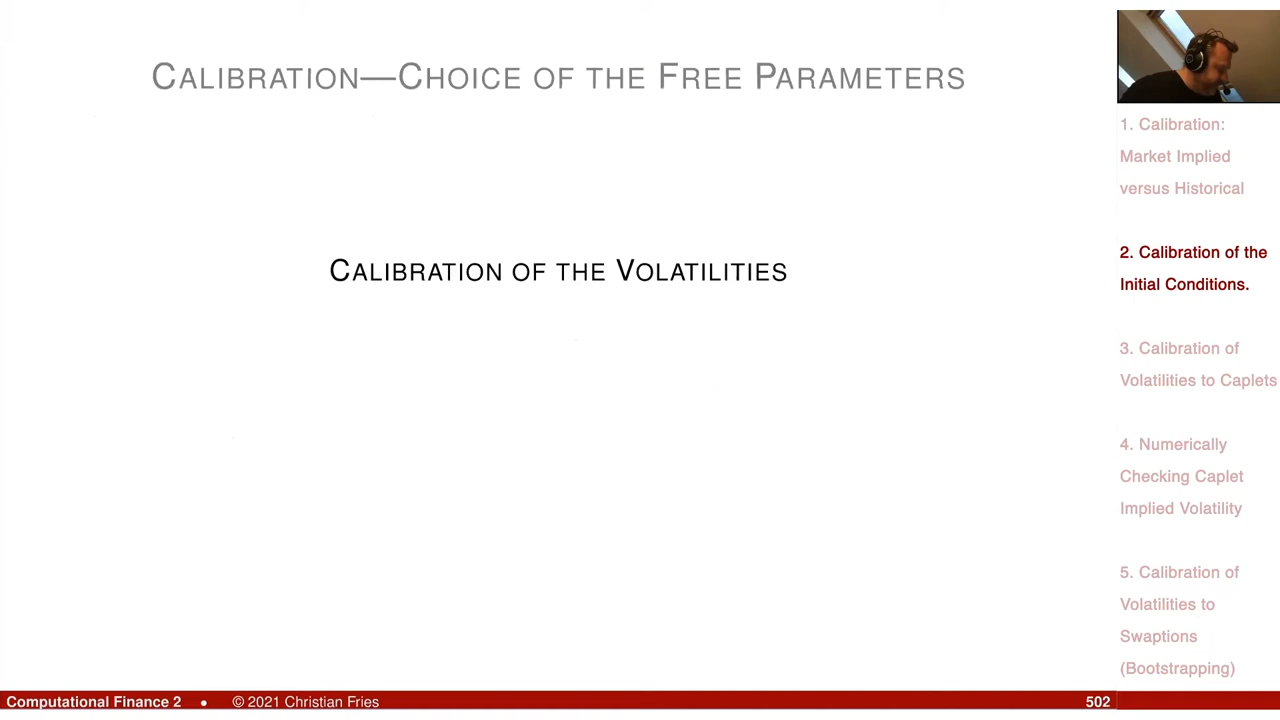 CALIBRATION—CHOICE OF THE FREE PARAMETERS
CALIBRATION OF THE VOLATILITIES
1. Calibration:
Market Implied
versus Historical
2. Calibration of the
Initial Conditions.
3. Calibration of
Volatilities to Caplets
4. Numerically
Checking Caplet
Implied Volatility
5. Calibration of
Volatilities to
Swaptions
(Bootstrapping)
Computational Finance 2 • © 2021 Christian Fries 502